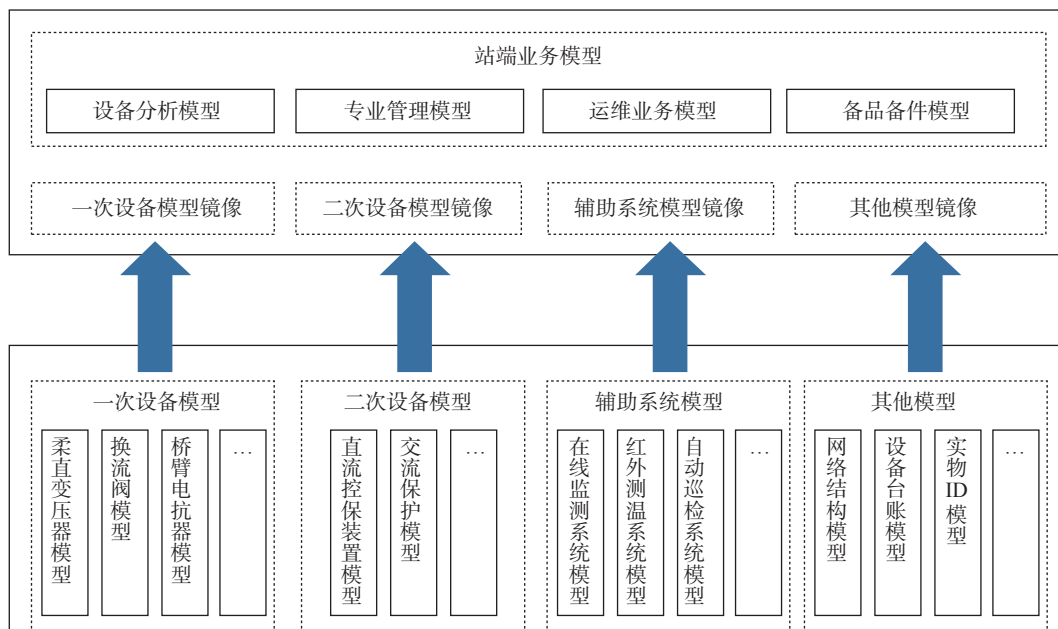 站端业务模型
设备分析模型
专业管理模型
运维业务模型
备品备件模型
一次设备模型镜像
二次设备模型镜像
辅助系统模型镜像
其他模型镜像
一次设备模型
二次设备模型
辅助系统模型
其他模型
柔直变压器模型
换流阀模型
桥臂电抗器模型
…
直流控保装置模型
交流保护模型
…
在线监测系统模型
红外测温系统模型
自动巡检系统模型
…
网络结构模型
设备台账模型
实物ID模型
…